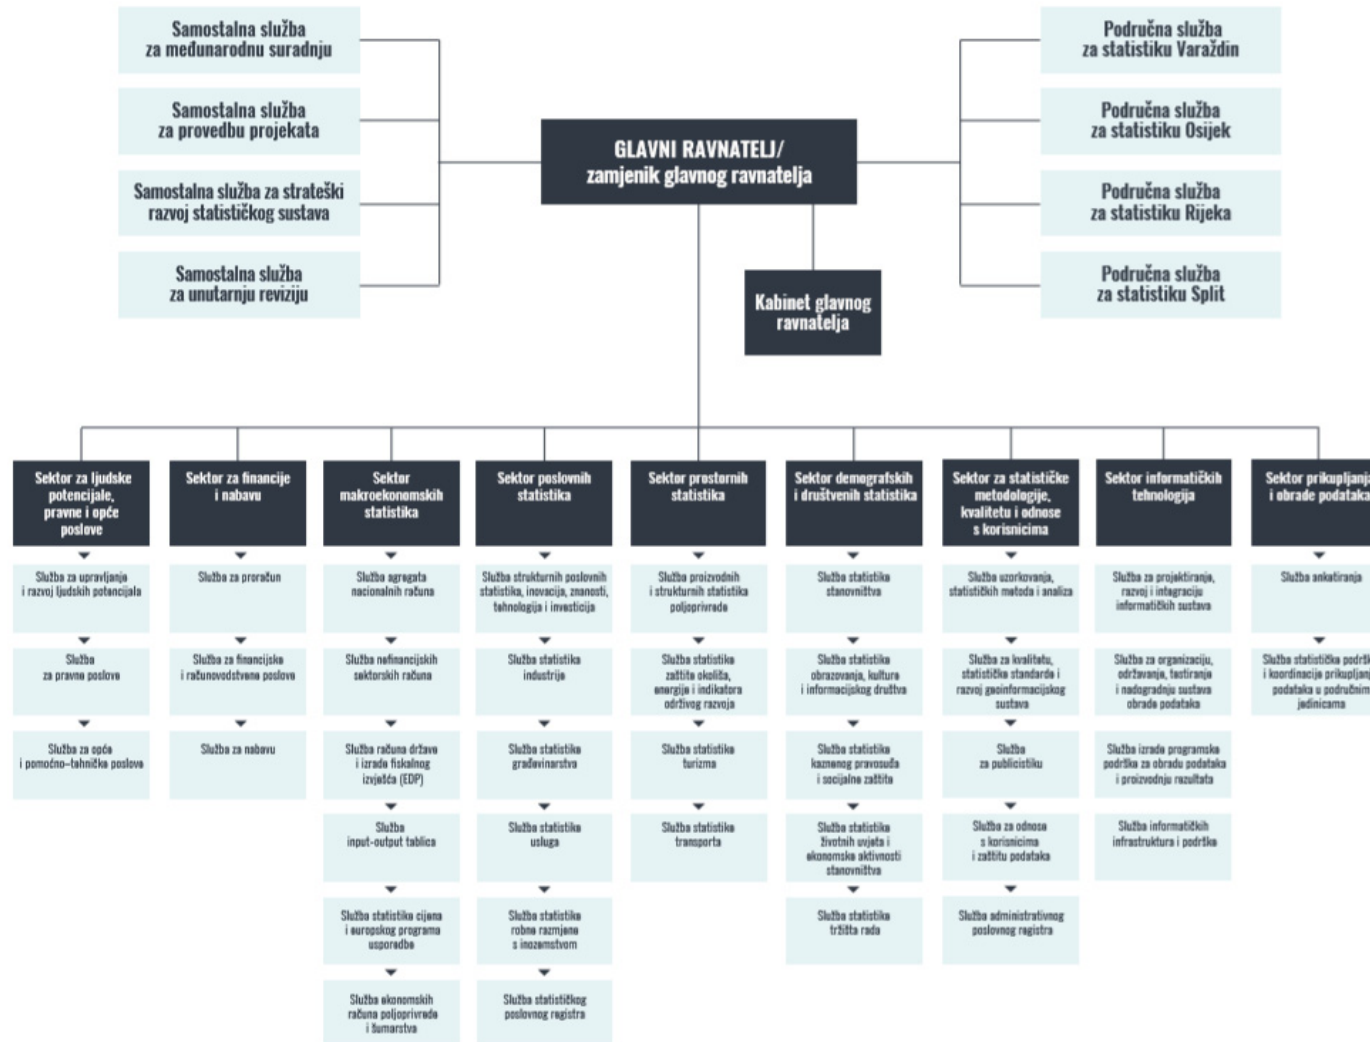 Samostalna služba
za međunarodnu suradnju
Samostalna služba
za provedbu projekata
Samostalna služba za strateški
razvoj statističkog sustava
Samostalna služba
za unutarnju reviziju
GLAVNI RAVNATELJ/
zamjenik glavnog ravnatelja
Kabinet glavnog
ravnatelja
Područna služba
za statistiku Varaždin
Područna služba
za statistiku Osijek
Područna služba
za statistiku Rijeka
Područna služba
za statistiku Split
Sektor za ljudske
potencijale,
pravne i opće
poslove
Služba za upravljanje
i razvoj ljudskih potencijala
Služba
za pravne poslove
Služba za opće
i pomoćno–tehničke poslove
Sektor za financije
i nabavu
Služba za proračun
Služba za financijske
i računovodstvene poslove
Služba za nabavu
Sektor
makroekonomskih
statistika
Služba agregata
nacionalnih računa
Služba nefinancijskih
sektorskih računa
Služba računa države
i izrade fiskalnog
izvješća (EDP)
Služba
input-output tablica
Služba statistike cijena
i europskog programa
usporedbe
Služba ekonomskih
računa poljoprivrede
i šumarstva
Sektor poslovnih
statistika
Služba strukturnih poslovnih
statistika, inovacija, znanosti,
tehnologija i investicija
Služba statistike
industrije
Služba statistike
građevinarstva
Služba statistike
usluga
Služba statistike
robne razmjene
s inozemstvom
Služba statističkog
poslovnog registra
Sektor prostornih
statistika
Služba proizvodnih
i strukturnih statistika
poljoprivrede
Služba statistike
zaštite okoliša,
energije i indikatora
održivog razvoja
Služba statistike
turizma
Služba statistike
transporta
Sektor demografskih
i društvenih statistika
Služba statistike
stanovništva
Služba statistike
obrazovanja, kulture
i informacijskog društva
Služba statistike
kaznenog pravosuđa
i socijalne zaštite
Služba statistike
životnih uvjeta i
ekonomske aktivnosti
stanovništva
Služba statistike
tržišta rada
Sektor za statističke
metodologije,
kvalitetu i odnose
s korisnicima
Služba uzorkovanja,
statističkih metoda i analiza
Služba za kvalitetu,
statističke standarde i
razvoj geoinformacijskog
sustava
Služba
za publicistiku
Služba za odnose
s korisnicima
i zaštitu podataka
Služba administrativnog
poslovnog registra
Sektor informatičkih
tehnologija
Služba za projektiranje,
razvoj i integraciju
informatičkih sustava
Služba za organizaciju,
održavanje, testiranje
i nadogradnju sustava
obrade podataka
Služba izrade programske
podrške za obradu podataka
i proizvodnju rezultata
Služba informatičkih
infrastruktura i podrške
Sektor prikupljanja
i obrade podataka
Služba anketiranja
Služba statističke podrške
i koordinacije prikupljanja
podataka u područnim
jedinicama